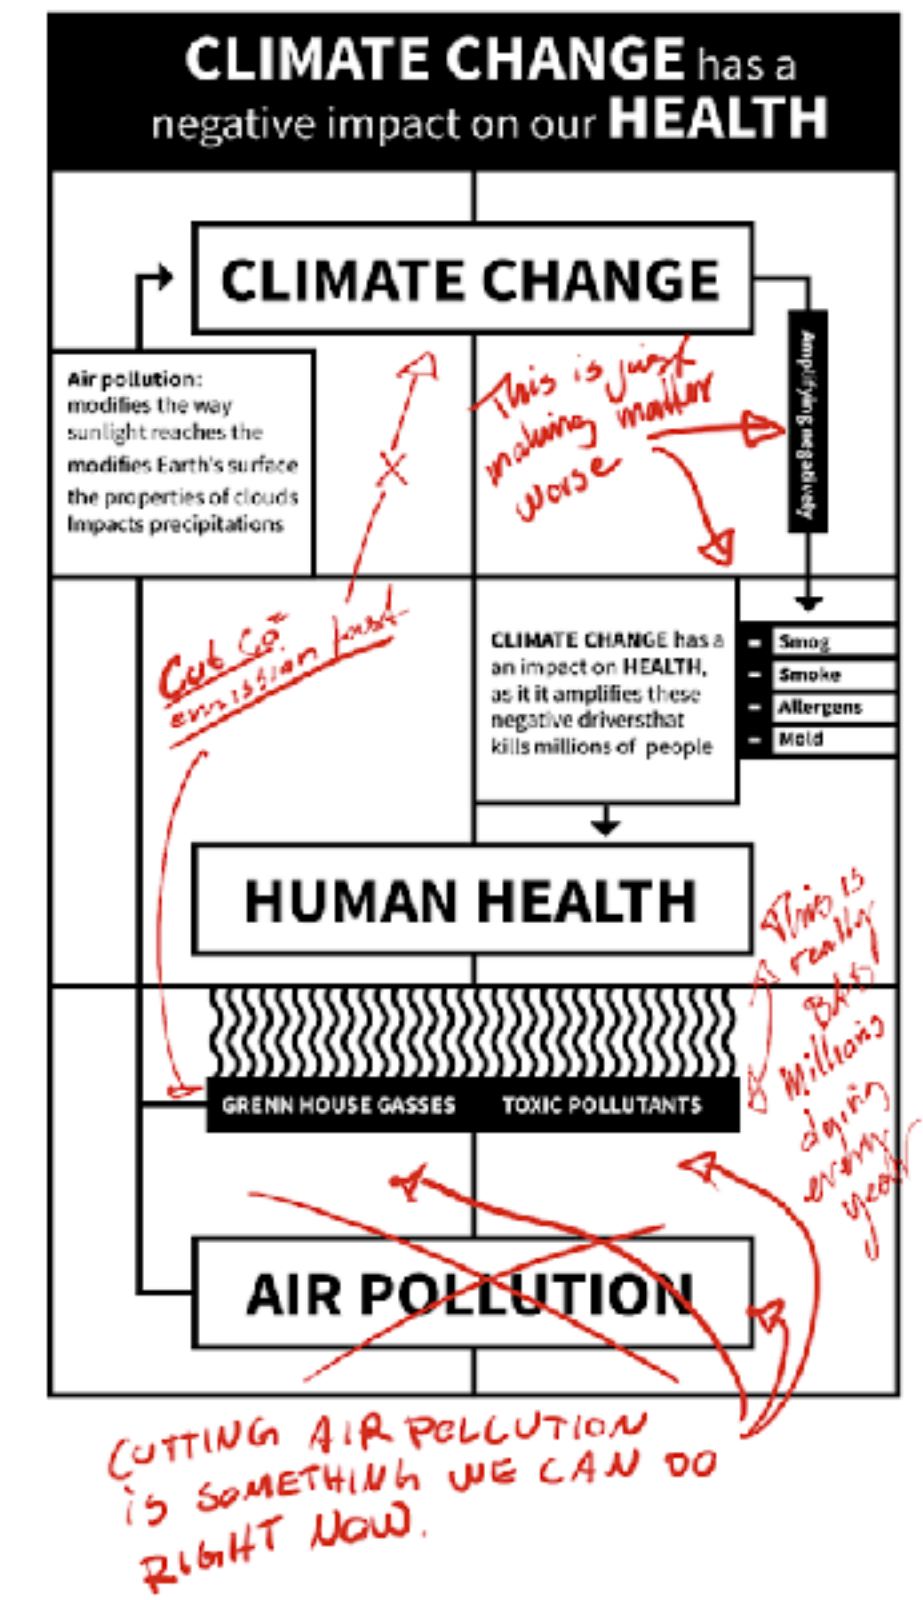 CLIMATE CHANGE has a
negative impact on our HEALTH
CLIMATE CHANGE
Air pollution:
modifies the way
sunlight reaches the
modifies Earth's surface
the properties of clouds
Impacts precipitations
This is just
making matter
worse
Amplifying negatively
Cut Co²
emission fast
CLIMATE CHANGE has a
an impact on HEALTH,
as it it amplifies these
negative driversthat
kills millions of people
- Smog
- Smoke
- Allergens
- Mold
HUMAN HEALTH
This is
really
BAD
Millions
dying
every
year
GRENN HOUSE GASSES TOXIC POLLUTANTS
AIR POLLUTION
CUTTING AIR POLLUTION
is SOMETHING WE CAN DO
RIGHT NOW.